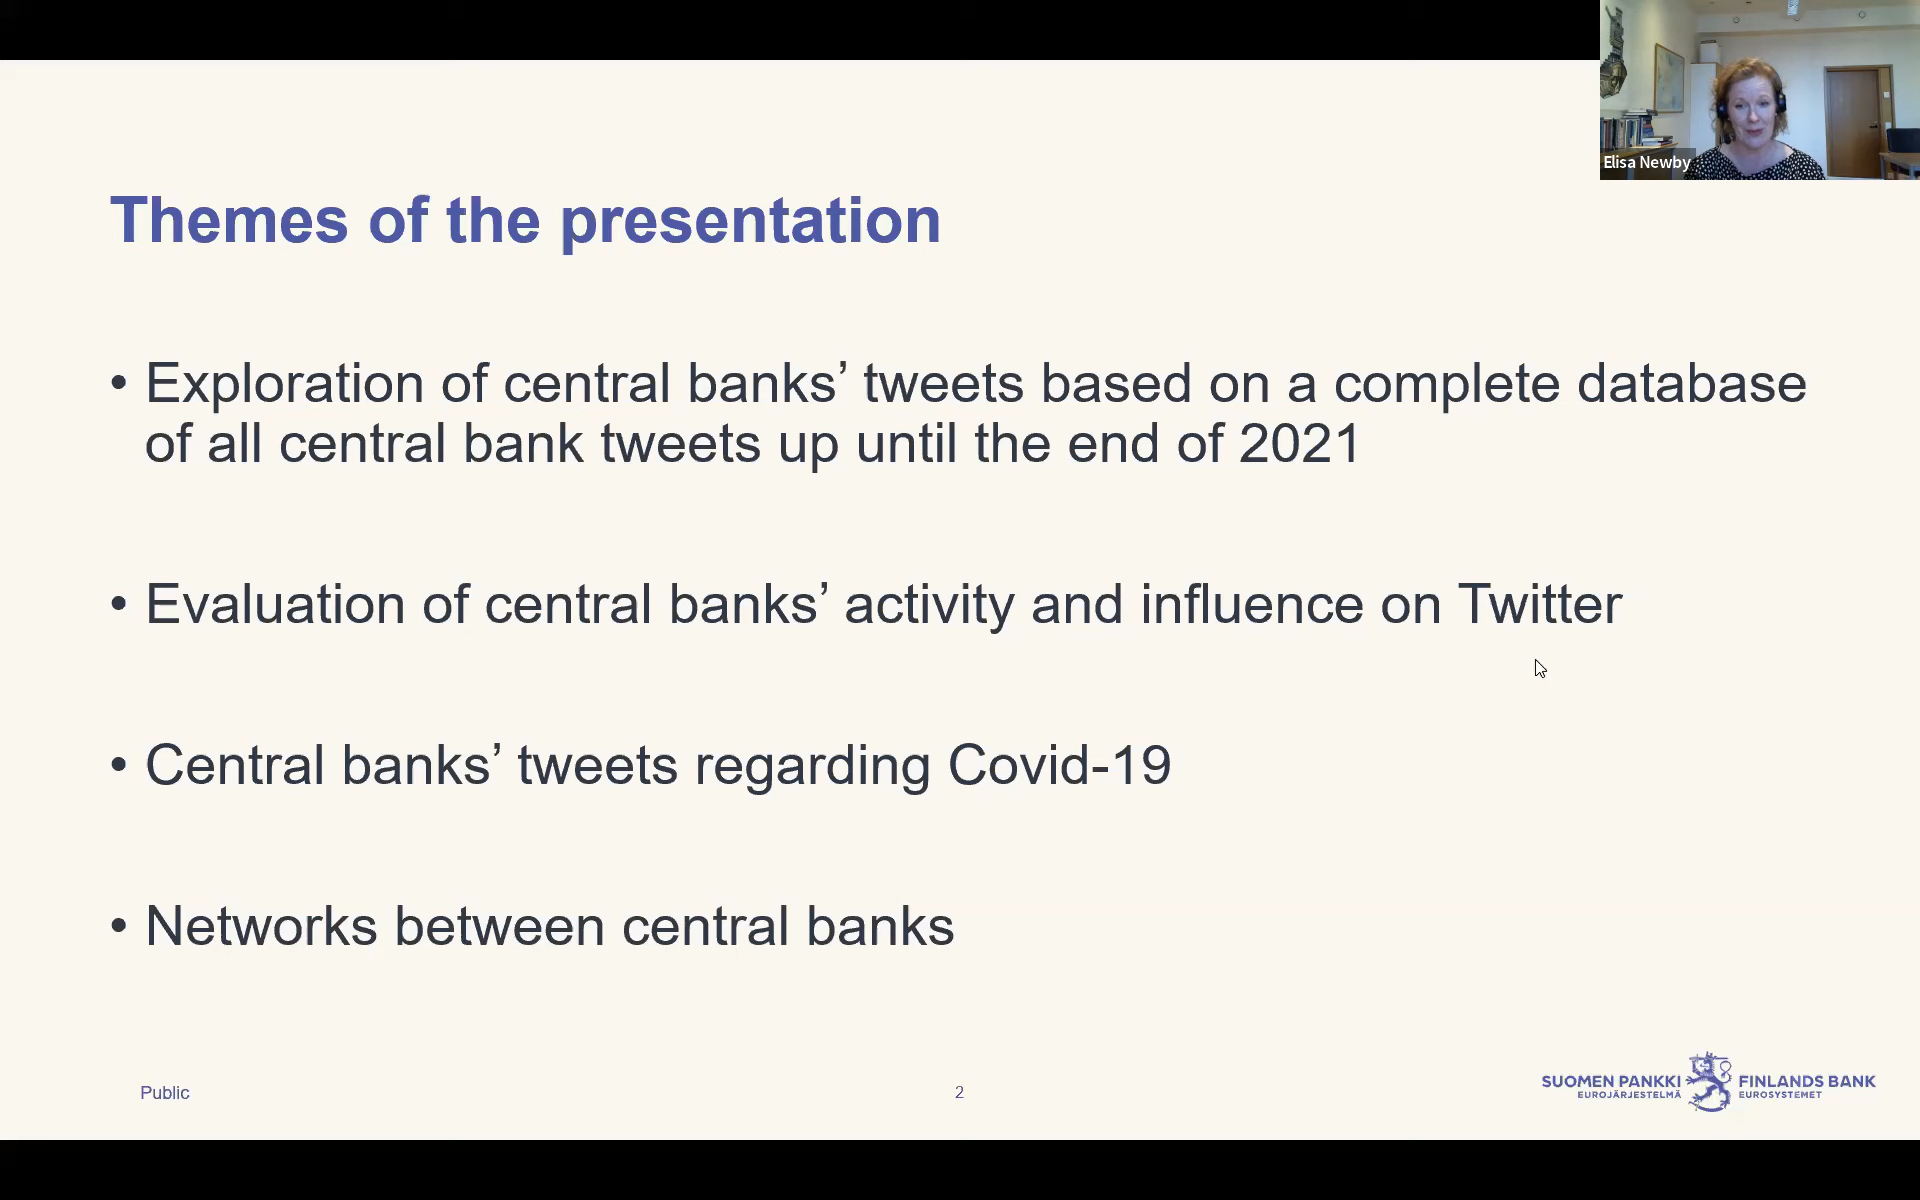 Elisa Newby
Themes of the presentation
• Exploration of central banks’ tweets based on a complete database
of all central bank tweets up until the end of 2021
• Evaluation of central banks’ activity and influence on Twitter
• Central banks’ tweets regarding Covid-19
• Networks between central banks
Public
2
SUOMEN PANKKI
EUROJÄRJESTELMÄ
FINLANDS BANK
EUROSYSTEMET